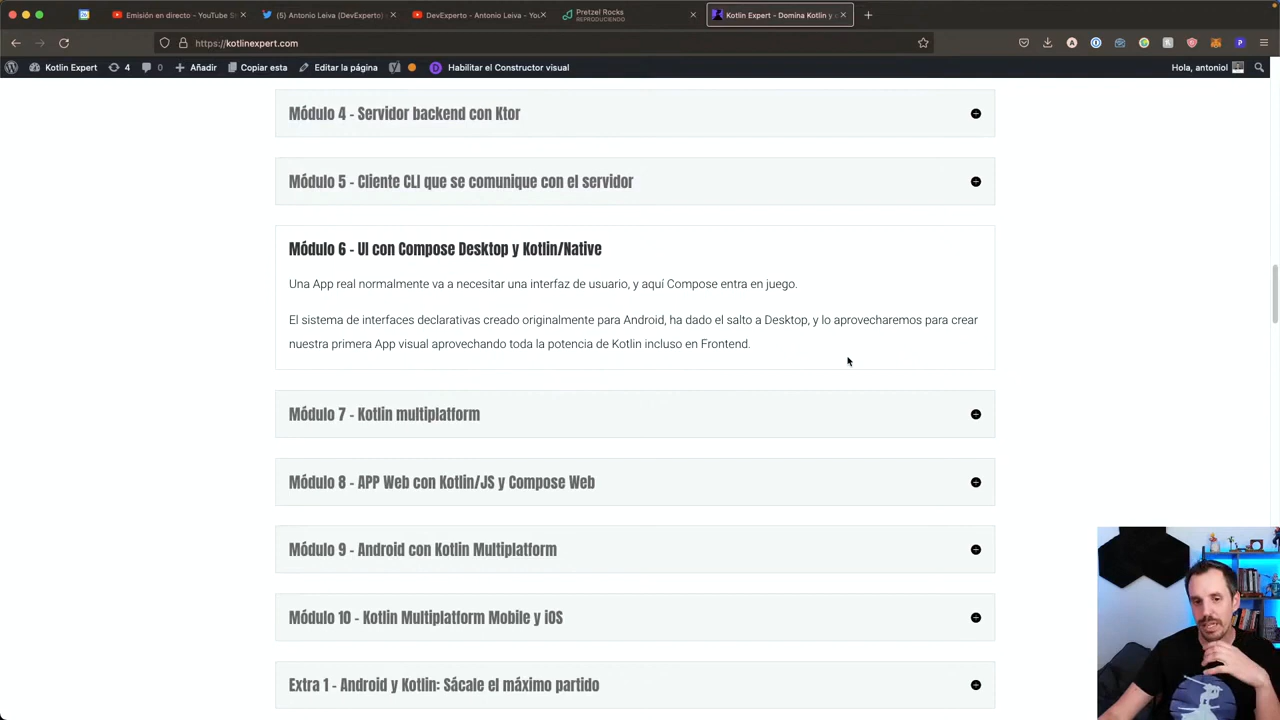 Emisión en directo - YouTube S
(5) Antonio Leiva (DevExperto)
DevExperto - Antonio Leiva - You
Pretzel Rocks
REPRODUCIENDO
Kotlin Expert - Domina Kotlin y
https://kotlinexpert.com
Kotlin Expert
4
0
Añadir
Copiar esta
Editar la página
Habilitar el Constructor visual
Hola, antoniol
Módulo 4 - Servidor backend con Ktor
Módulo 5 - Cliente CLI que se comunique con el servidor
Módulo 6 - UI con Compose Desktop y Kotlin/Native
Una App real normalmente va a necesitar una interfaz de usuario, y aquí Compose entra en juego.
El sistema de interfaces declarativas creado originalmente para Android, ha dado el salto a Desktop, y lo aprovecharemos para crear
nuestra primera App visual aprovechando toda la potencia de Kotlin incluso en Frontend.
Módulo 7 - Kotlin multiplatform
Módulo 8 - APP Web con Kotlin/JS y Compose Web
Módulo 9 - Android con Kotlin Multiplatform
Módulo 10 - Kotlin Multiplatform Mobile y iOS
Extra 1 - Android y Kotlin: Sácale el máximo partido